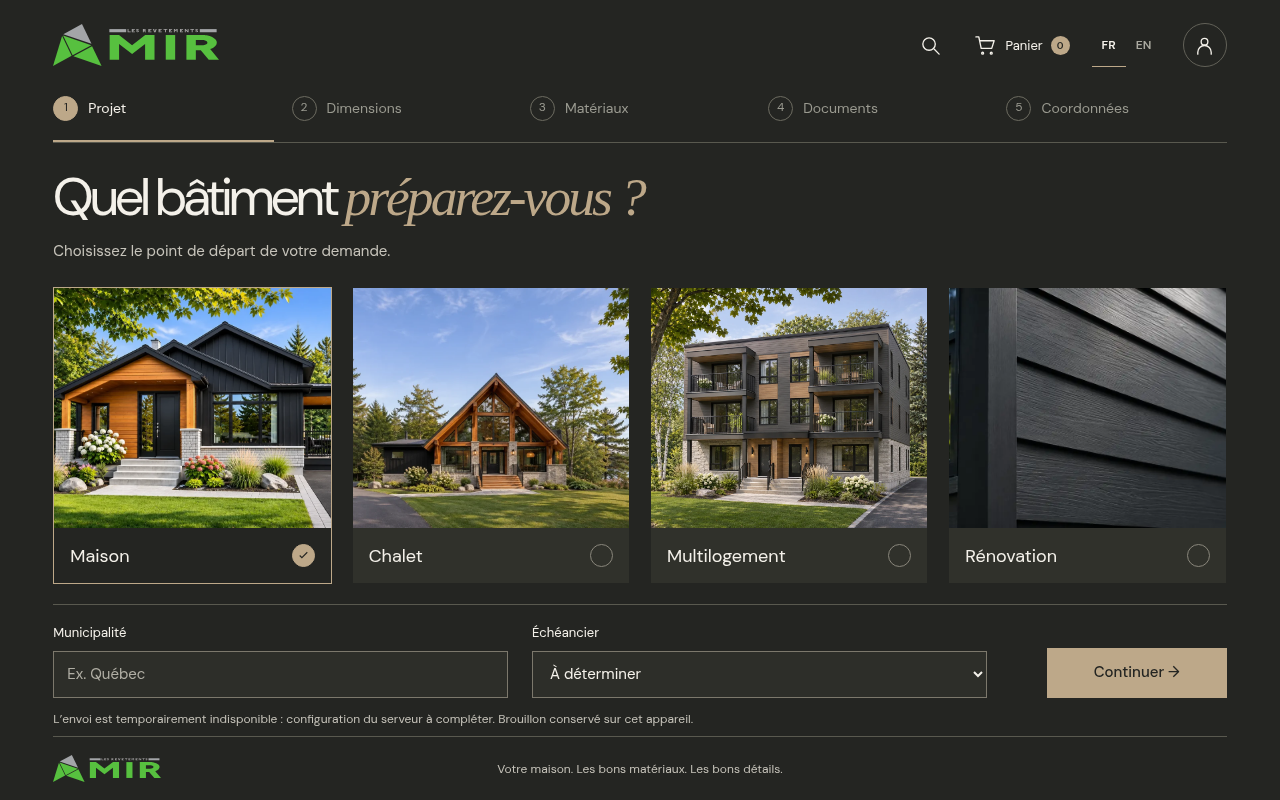 LES REVÊTEMENTS
MIR
Panier 0
FR EN
1 Projet
2 Dimensions
3 Matériaux
4 Documents
5 Coordonnées
Quel bâtiment préparez-vous ?
Choisissez le point de départ de votre demande.
Maison
Chalet
Multilogement
Rénovation
Municipalité
Ex. Québec
Échéancier
À déterminer
Continuer →
L'envoi est temporairement indisponible : configuration du serveur à compléter. Brouillon conservé sur cet appareil.
LES REVÊTEMENTS
MIR
Votre maison. Les bons matériaux. Les bons détails.